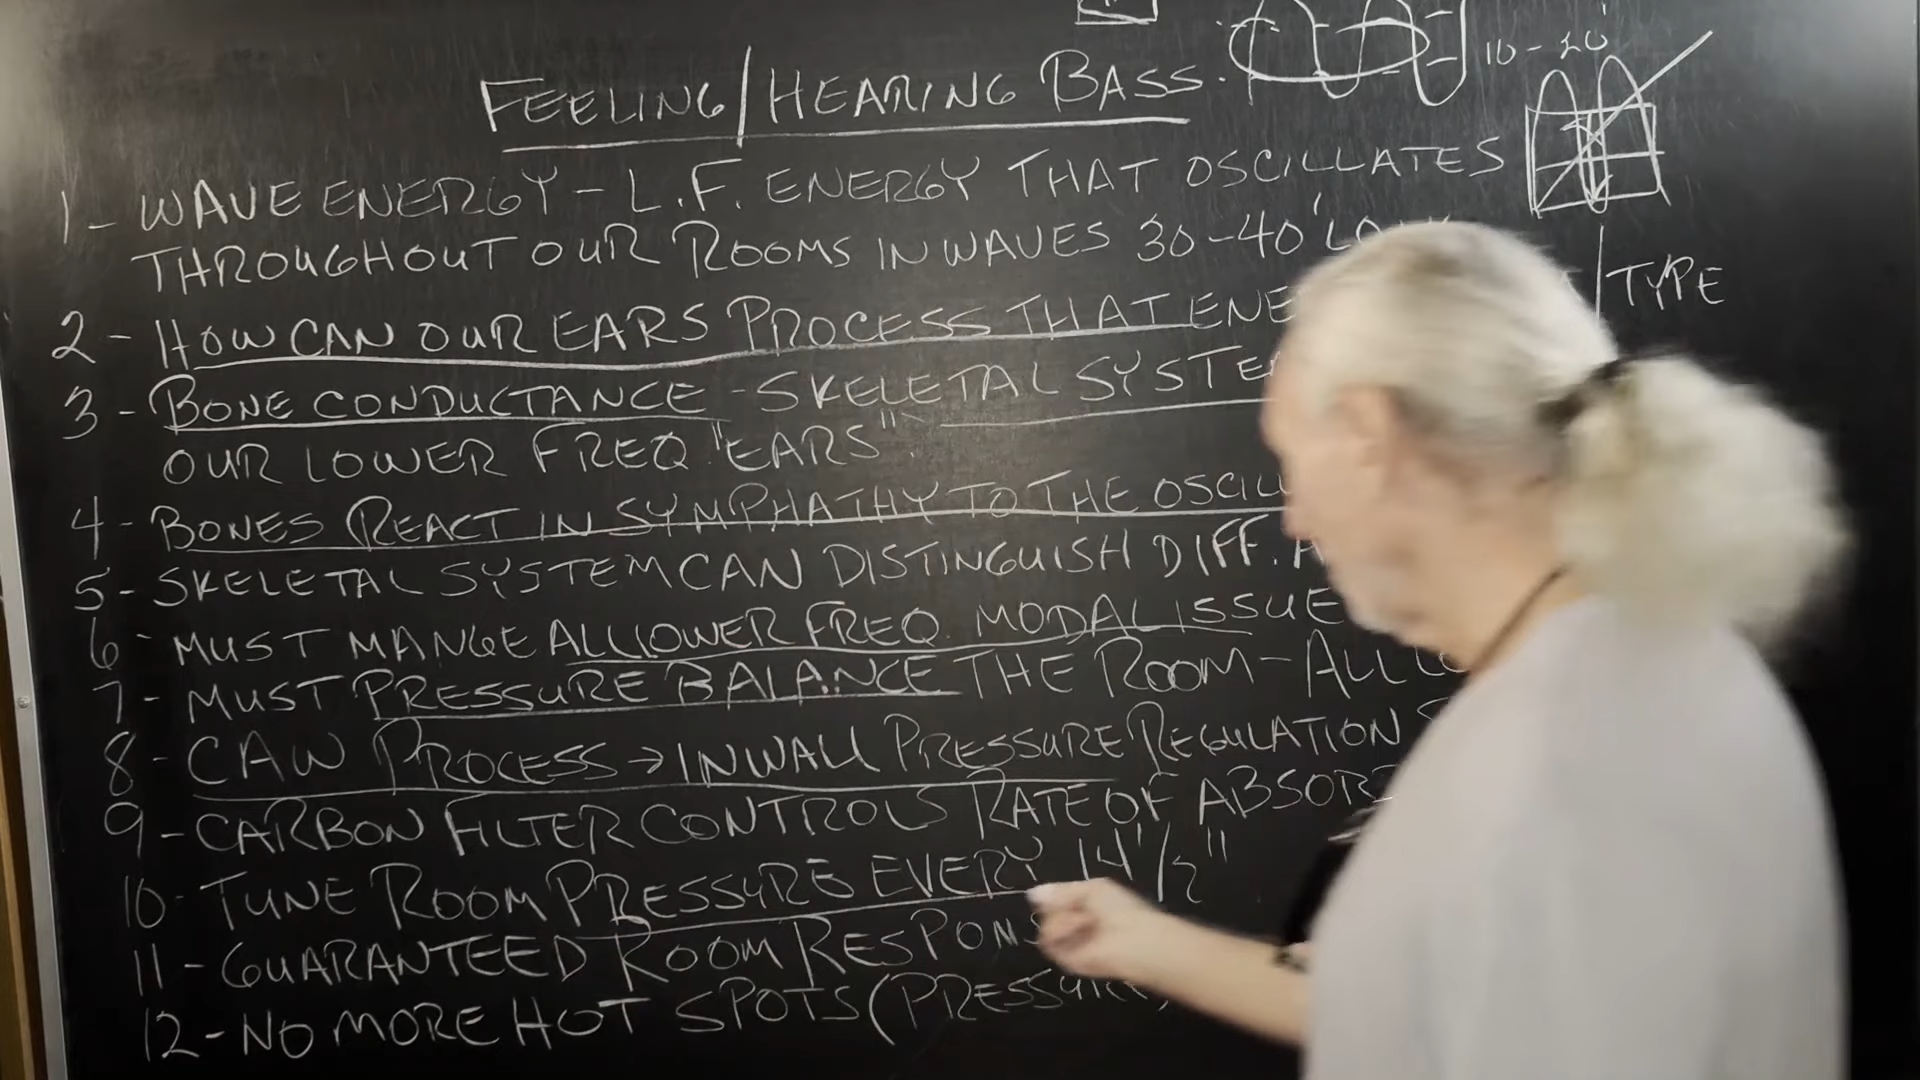 FEELING/HEARING BASS.
10-20'
1- WAVE ENERGY - L.F. ENERGY THAT OSCILLATES
THROUGHOUT OUR ROOMS IN WAVES 30-40'
2- HOW CAN OUR EARS PROCESS THAT / TYPE
3- BONE CONDUCTANCE - SKELETAL
OUR LOWER FREQ. "EARS"
4- BONES REACT IN SYMPHATHY TO THE
5- SKELETAL SYSTEM CAN DISTINGUISH DIFF.
6- MUST MANGE ALL LOWER FREQ. MODAL
7- MUST PRESSURE BALANCE THE ROOM - ALL
8- CAW PROCESS → INWALL PRESSURE REGULATION
9- CARBON FILTER CONTROLS RATE OF
10- TUNE ROOM PRESSURE EVERY 14 1/2"
11- GUARANTEED ROOM
12- NO MORE HOT SPOTS (